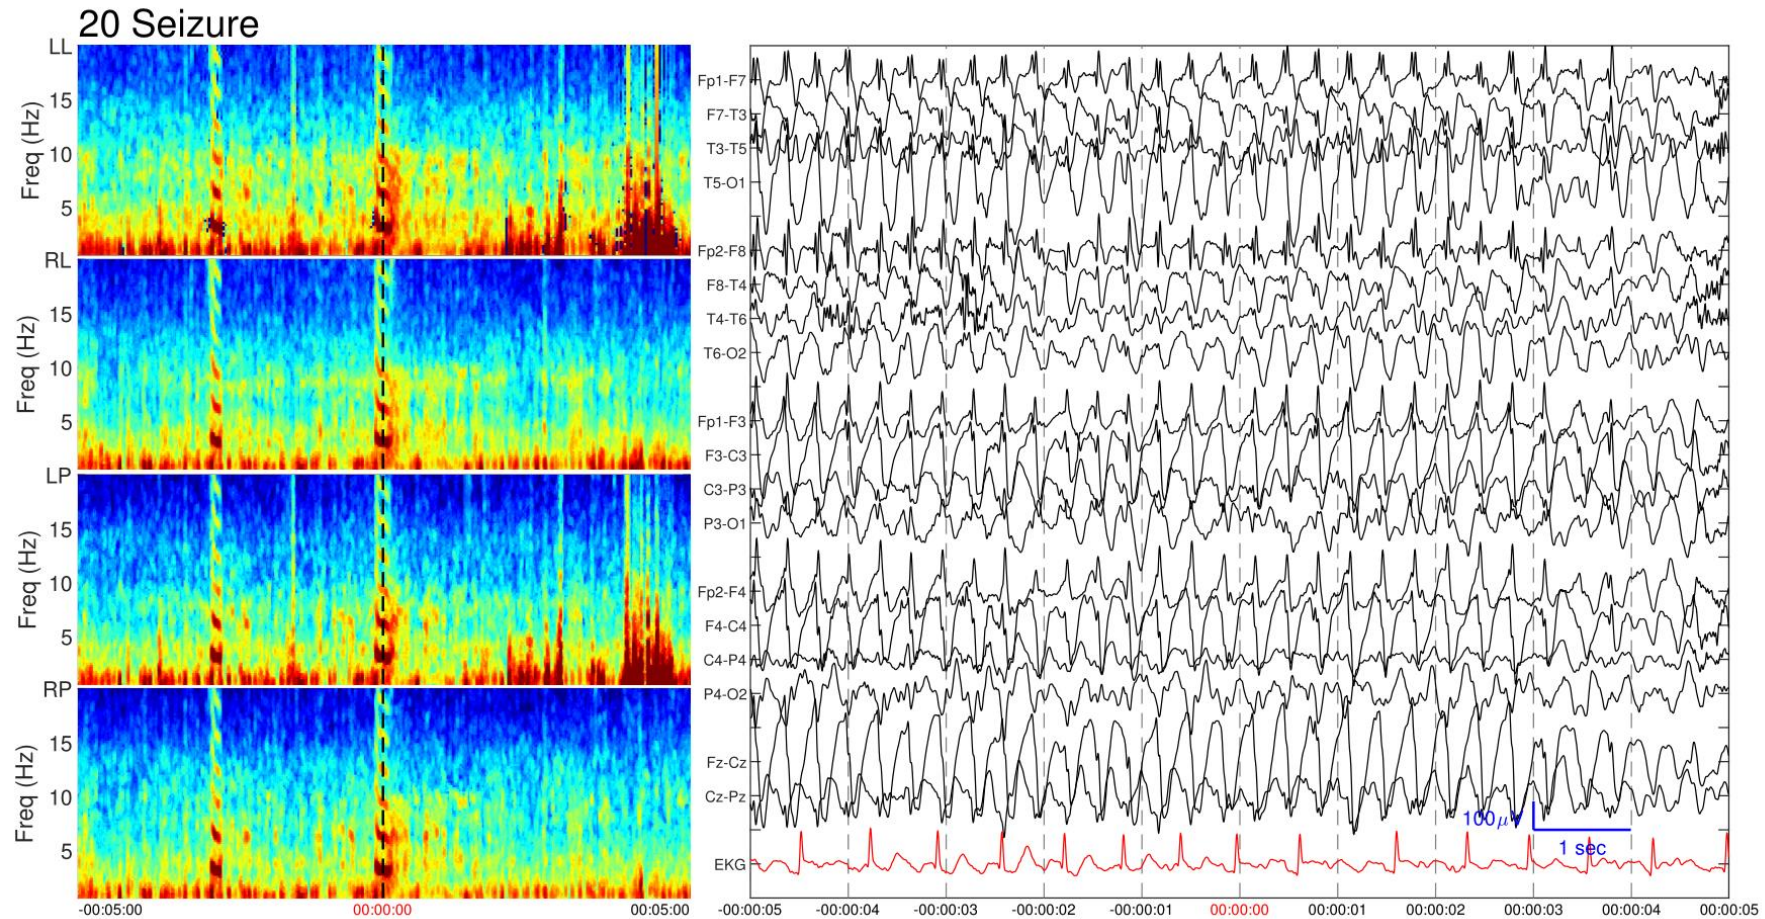 20 Seizure
LL
15
10
5
Freq (Hz)
RL
15
10
5
Freq (Hz)
LP
15
10
5
Freq (Hz)
RP
15
10
5
Freq (Hz)
-00:05:00 00:00:00 00:05:00
Fp1-F7
F7-T3
T3-T5
T5-O1
Fp2-F8
F8-T4
T4-T6
T6-O2
Fp1-F3
F3-C3
C3-P3
P3-O1
Fp2-F4
F4-C4
C4-P4
P4-O2
Fz-Cz
Cz-Pz
EKG
100μV
1 sec
-00:00:05 -00:00:04 -00:00:03 -00:00:02 -00:00:01 00:00:00 00:00:01 00:00:02 00:00:03 00:00:04 00:00:05